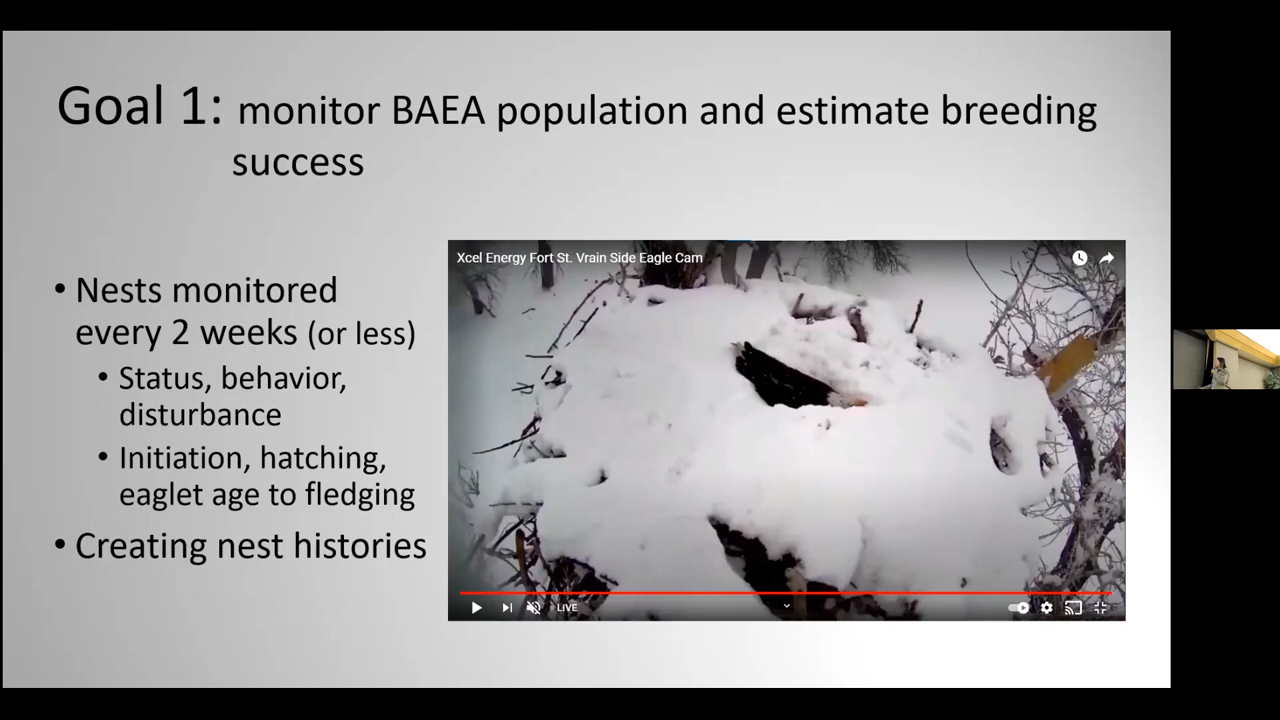 Goal 1: monitor BAEA population and estimate breeding
success
• Nests monitored
every 2 weeks (or less)
• Status, behavior,
disturbance
• Initiation, hatching,
eaglet age to fledging
• Creating nest histories
Xcel Energy Fort St. Vrain Side Eagle Cam
LIVE